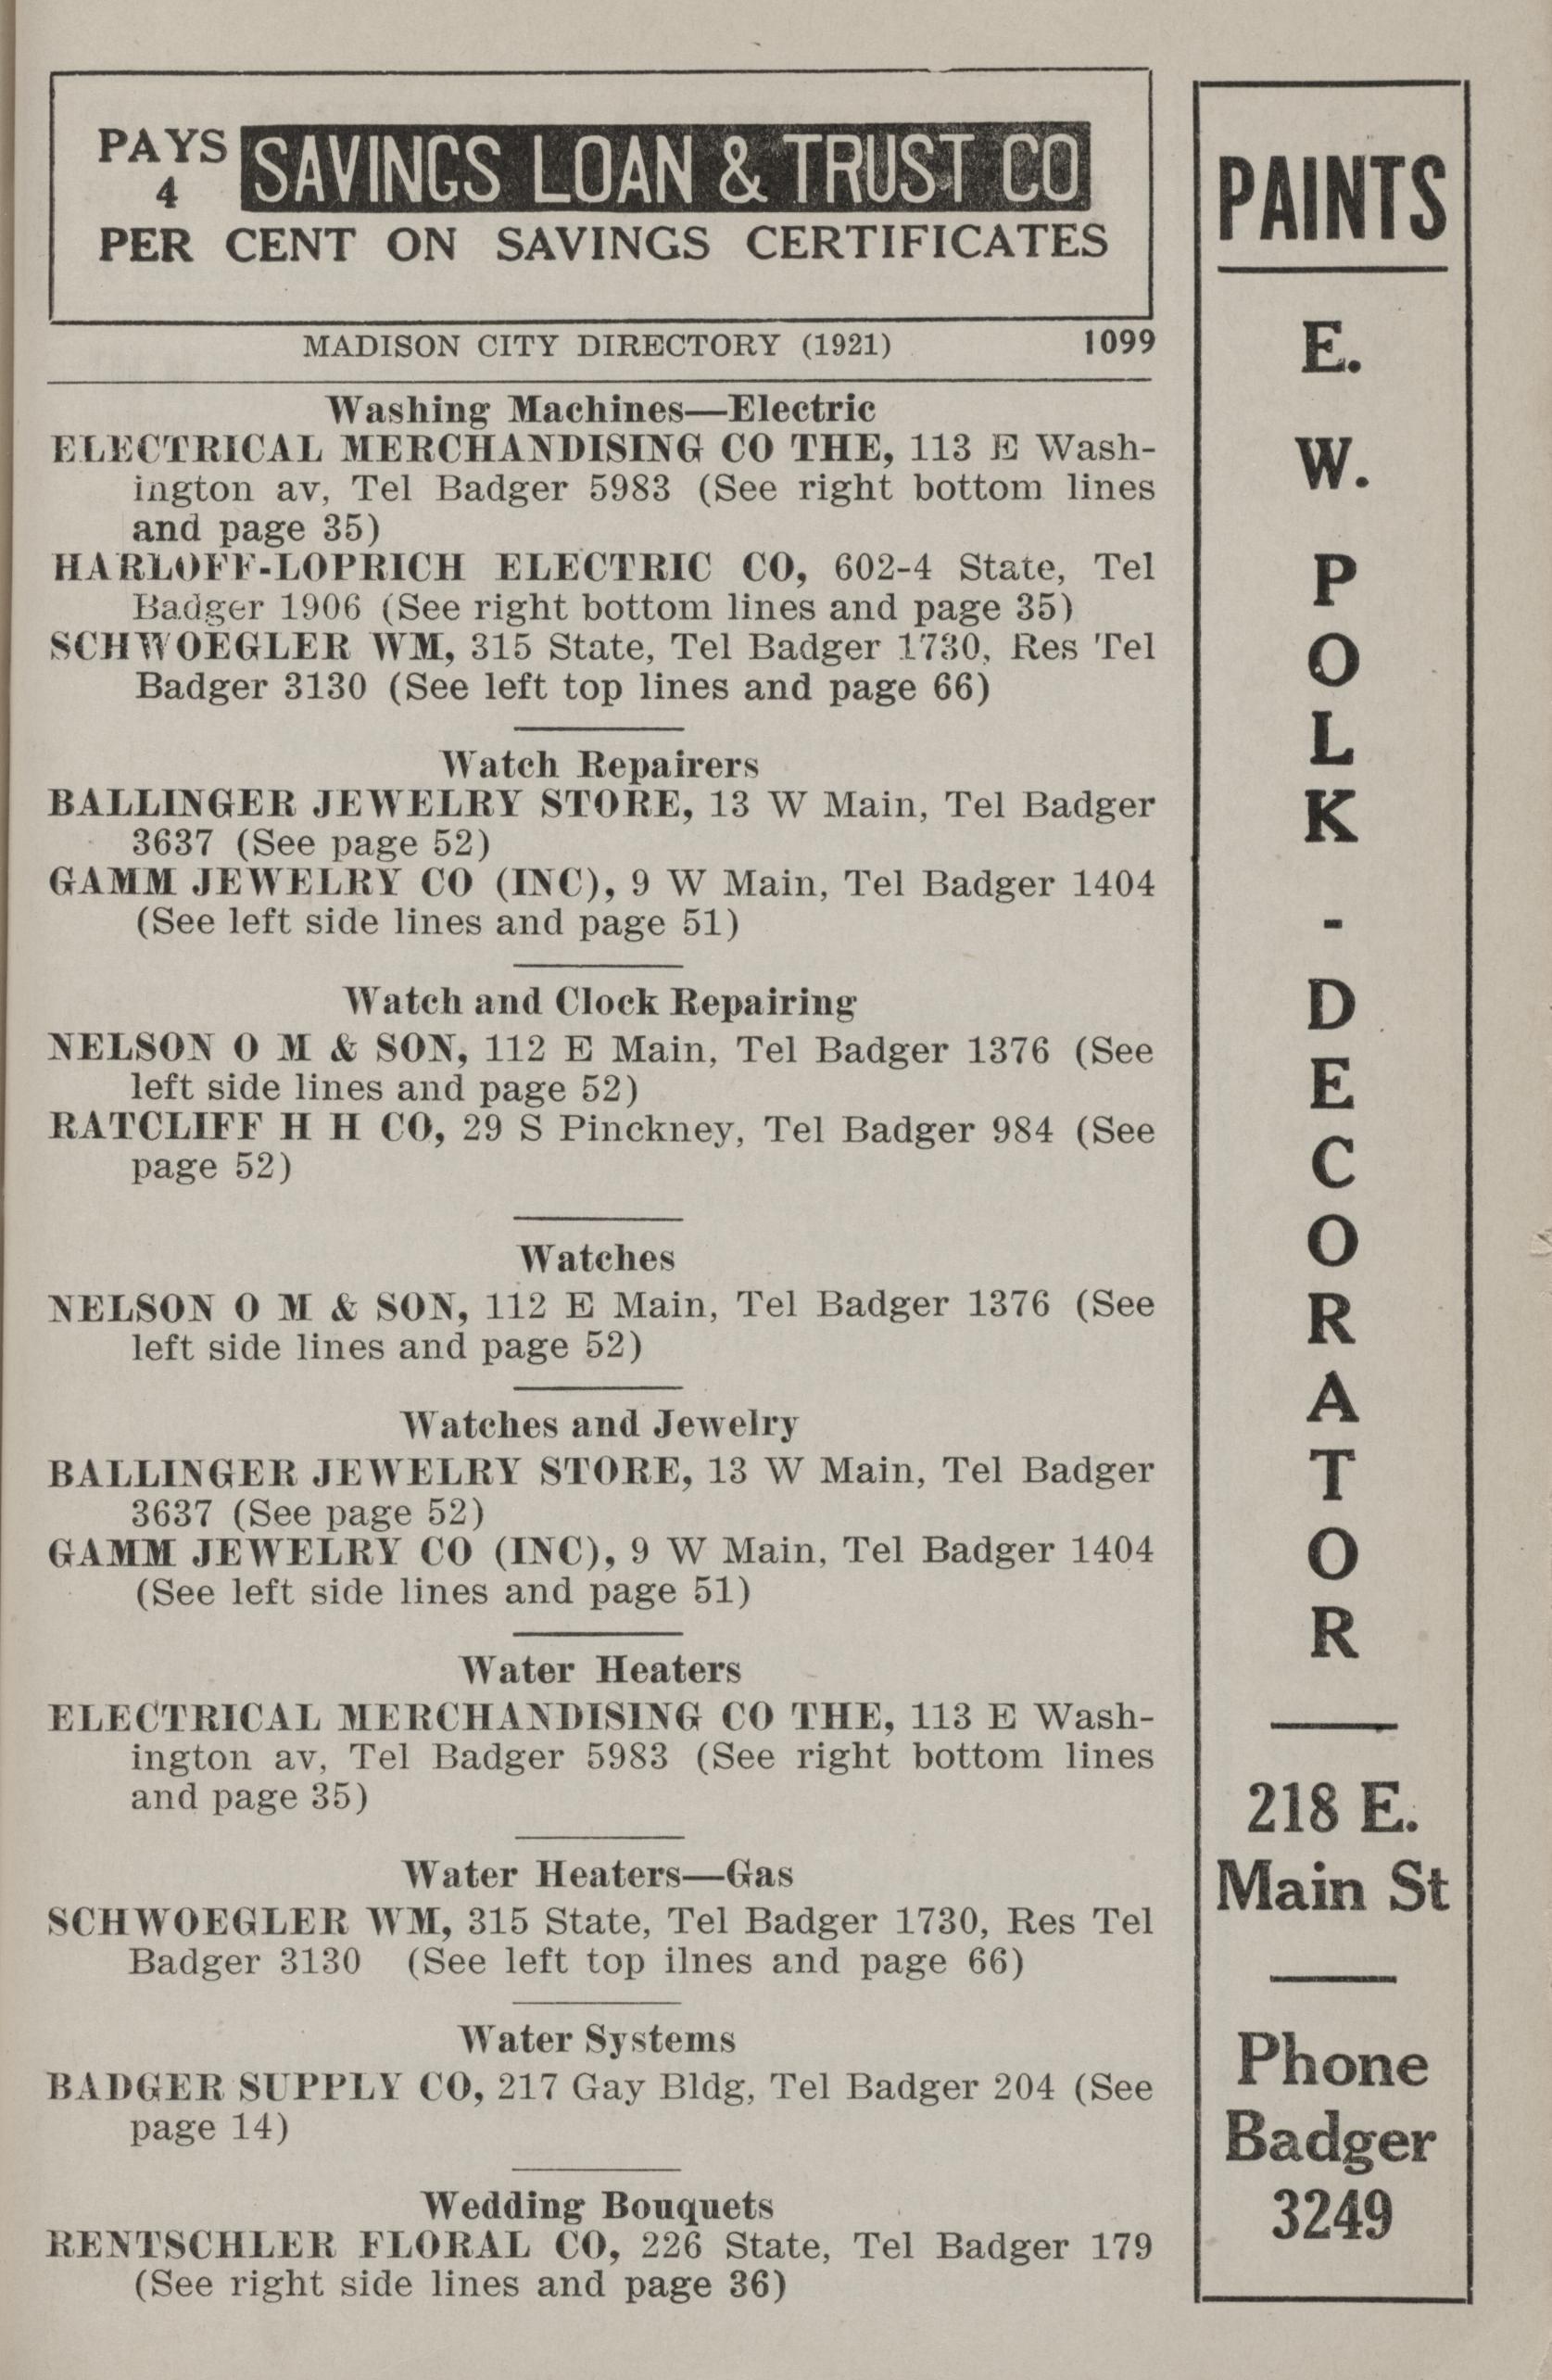 PAYS
4
SAVINGS LOAN & TRUST CO
PER CENT ON SAVINGS CERTIFICATES
MADISON CITY DIRECTORY (1921) 1099
Washing Machines—Electric
ELECTRICAL MERCHANDISING CO THE, 113 E Wash-
ington av, Tel Badger 5983 (See right bottom lines
and page 35)
HARLOFF-LOPRICH ELECTRIC CO, 602-4 State, Tel
Badger 1906 (See right bottom lines and page 35)
SCHWOEGLER WM, 315 State, Tel Badger 1730, Res Tel
Badger 3130 (See left top lines and page 66)
Watch Repairers
BALLINGER JEWELRY STORE, 13 W Main, Tel Badger
3637 (See page 52)
GAMM JEWELRY CO (INC), 9 W Main, Tel Badger 1404
(See left side lines and page 51)
Watch and Clock Repairing
NELSON O M & SON, 112 E Main, Tel Badger 1376 (See
left side lines and page 52)
RATCLIFF H H CO, 29 S Pinckney, Tel Badger 984 (See
page 52)
Watches
NELSON O M & SON, 112 E Main, Tel Badger 1376 (See
left side lines and page 52)
Watches and Jewelry
BALLINGER JEWELRY STORE, 13 W Main, Tel Badger
3637 (See page 52)
GAMM JEWELRY CO (INC), 9 W Main, Tel Badger 1404
(See left side lines and page 51)
Water Heaters
ELECTRICAL MERCHANDISING CO THE, 113 E Wash-
ington av, Tel Badger 5983 (See right bottom lines
and page 35)
Water Heaters—Gas
SCHWOEGLER WM, 315 State, Tel Badger 1730, Res Tel
Badger 3130 (See left top ilnes and page 66)
Water Systems
BADGER SUPPLY CO, 217 Gay Bldg, Tel Badger 204 (See
page 14)
Wedding Bouquets
RENTSCHLER FLORAL CO, 226 State, Tel Badger 179
(See right side lines and page 36)
PAINTS
E.
W.
P
O
L
K
-
D
E
C
O
R
A
T
O
R
218 E.
Main St
Phone
Badger
3249